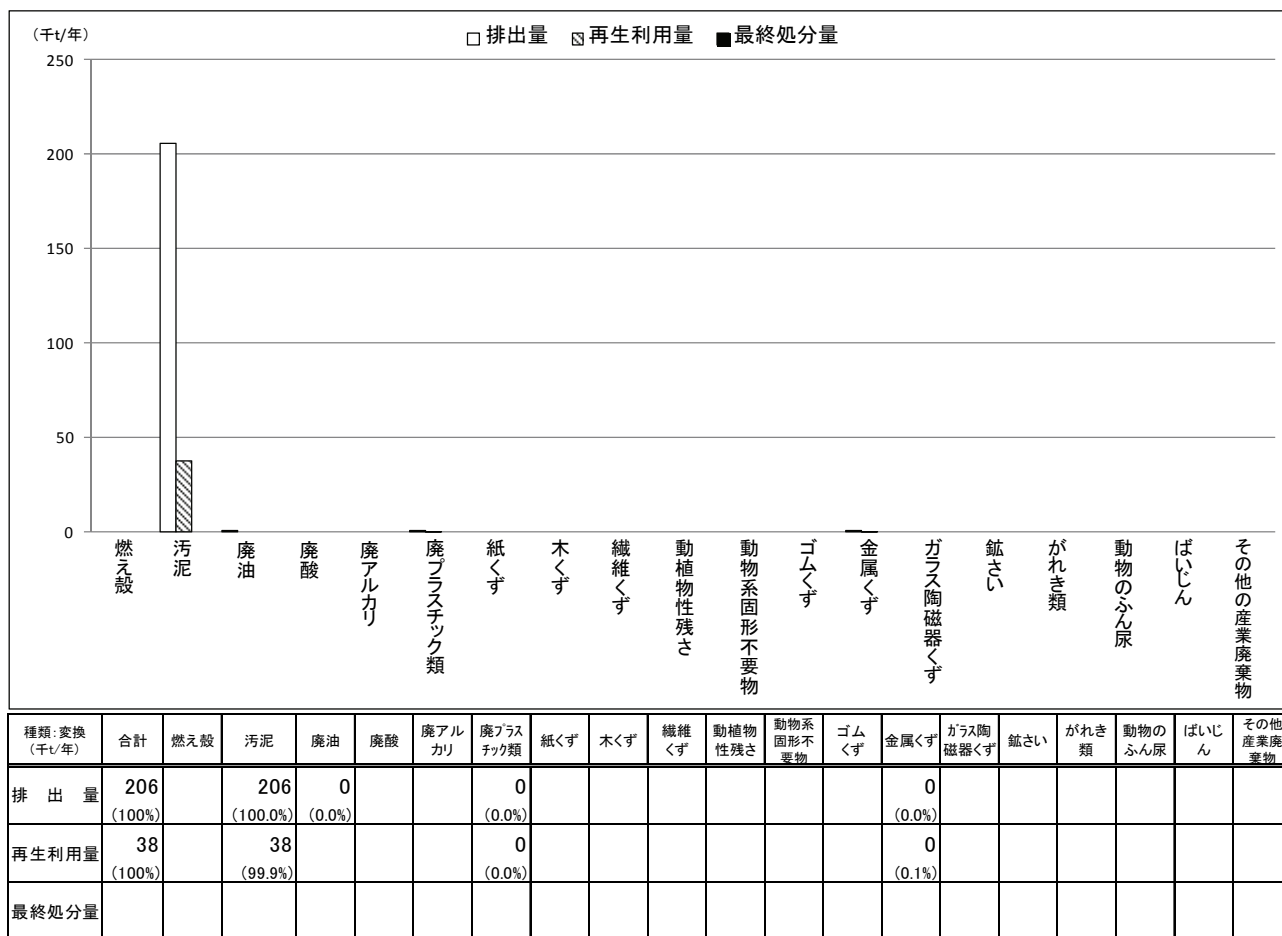 （千t/年）
□排出量 再生利用量 ■最終処分量
250
200
150
100
50
0
燃え殻
汚泥
廃油
廃酸
廃アルカリ
廃プラスチック類
紙くず
木くず
繊維くず
動植物性残さ
動物系固形不要物
ゴムくず
金属くず
ガラス陶磁器くず
鉱さい
がれき類
動物のふん尿
ばいじん
その他の産業廃棄物
種類:変換（千t/年） 合計 燃え殻 汚泥 廃油 廃酸 廃アルカリ 廃プラスチック類 紙くず 木くず 繊維くず 動植物性残さ 動物系固形不要物 ゴムくず 金属くず ガラス陶磁器くず 鉱さい がれき類 動物のふん尿 ばいじん その他産業廃棄物
排出量 206 206 0 0 0
(100%) (100.0%) (0.0%) (0.0%) (0.0%)
再生利用量 38 38 0 0
(100%) (99.9%) (0.0%) (0.1%)
最終処分量